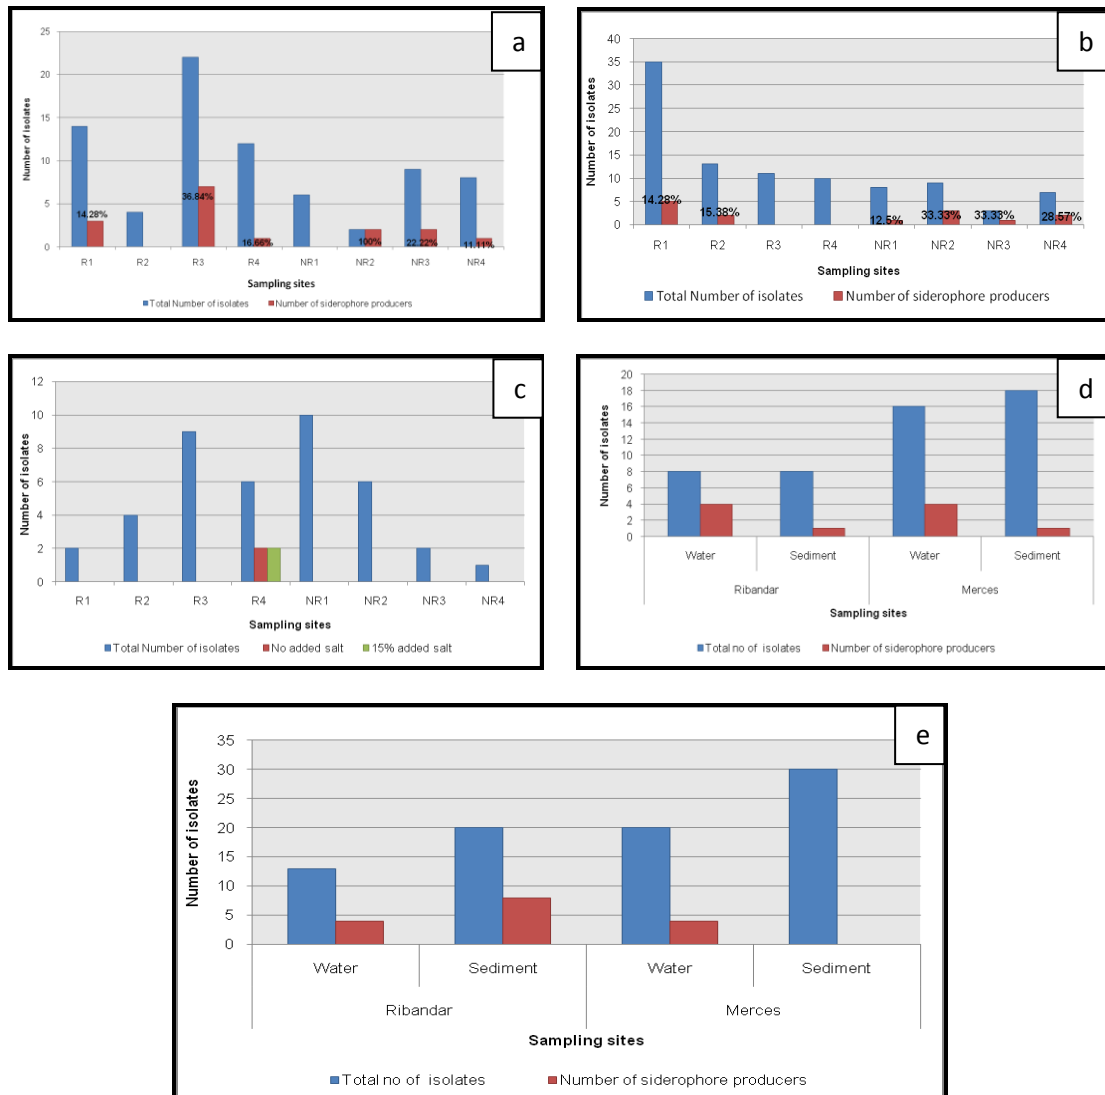 a
25
20
15
10
5
0
Number of isolates
14.28%
36.84%
16.66%
100%
22.22%
11.11%
R1 R2 R3 R4 NR1 NR2 NR3 NR4
Sampling sites
Total Number of isolates Number of siderophore producers
b
40
35
30
25
20
15
10
5
0
Number of isolates
14.28%
15.38%
12.5%
33.33%
33.33%
28.57%
R1 R2 R3 R4 NR1 NR2 NR3 NR4
Sampling sites
Total Number of isolates Number of siderophore producers
c
12
10
8
6
4
2
0
Number of isolates
R1 R2 R3 R4 NR1 NR2 NR3 NR4
Sampling sites
Total Number of isolates No added salt 15% added salt
d
20
18
16
14
12
10
8
6
4
2
0
Number of isolates
Water Sediment Water Sediment
Ribandar Merces
Sampling sites
Total no of isolates Number of siderophore producers
e
35
30
25
20
15
10
5
0
Number of isolates
Water Sediment Water Sediment
Ribandar Merces
Sampling sites
Total no of isolates Number of siderophore producers